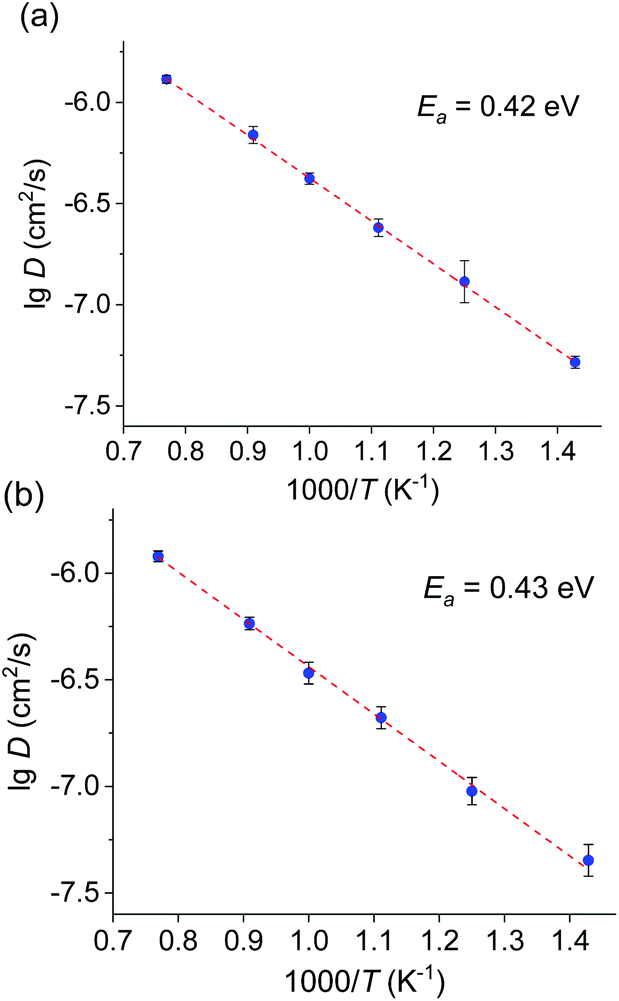 (a)
-6.0
-6.5
-7.0
-7.5
lg D (cm²/s)
Eₐ = 0.42 eV
0.7 0.8 0.9 1.0 1.1 1.2 1.3 1.4
1000/T (K⁻¹)
(b)
-6.0
-6.5
-7.0
-7.5
lg D (cm²/s)
Eₐ = 0.43 eV
0.7 0.8 0.9 1.0 1.1 1.2 1.3 1.4
1000/T (K⁻¹)